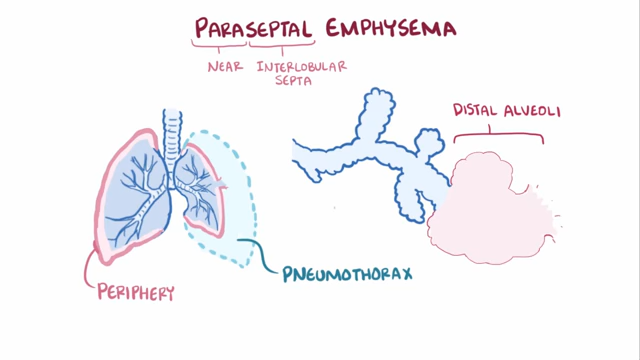 PARASEPTAL EMPHYSEMA
NEAR INTERLOBULAR
SEPTA
DISTAL ALVEOLI
PNEUMOTHORAX
PERIPHERY